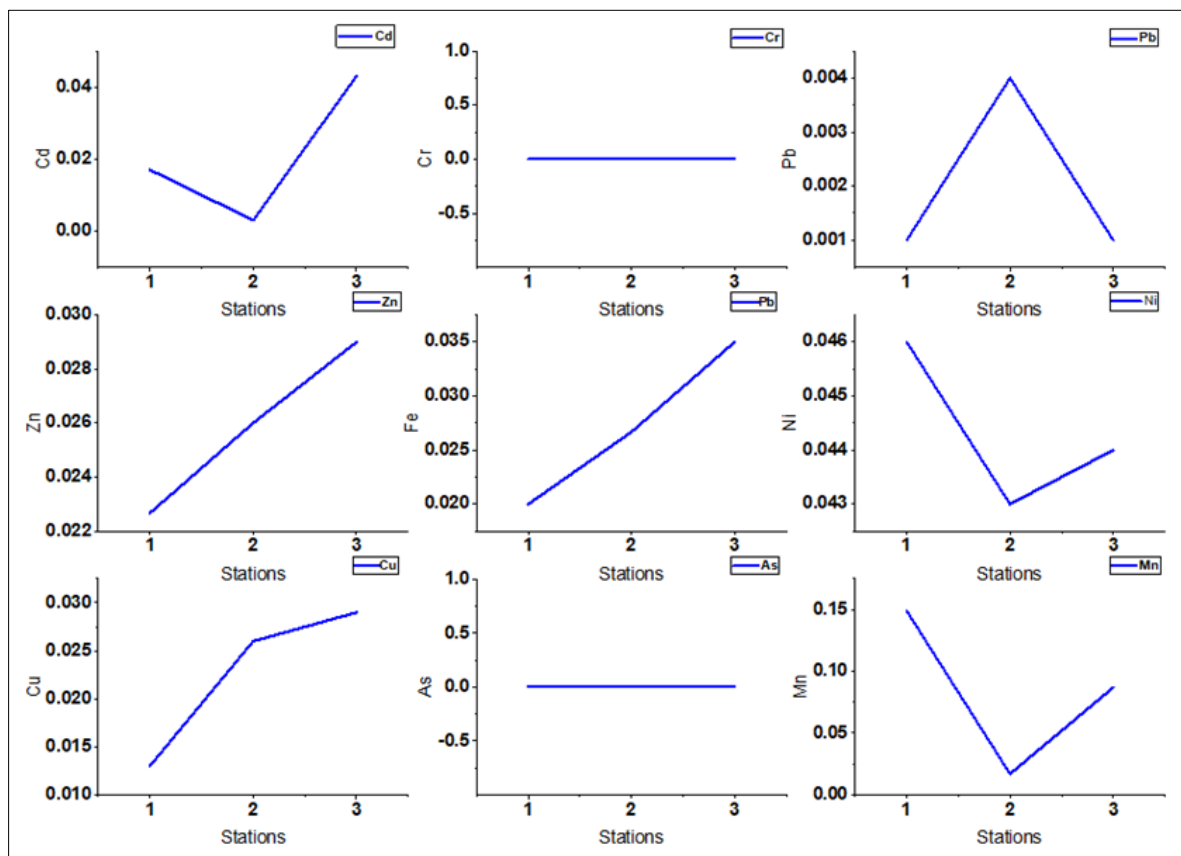 Cd
0.04
0.02
0.00
Cd
1 2 3
Stations
Cr
1.0
0.5
0.0
-0.5
Cr
1 2 3
Stations
Pb
0.004
0.003
0.002
0.001
Pb
1 2 3
Stations
Zn
0.030
0.028
0.026
0.024
0.022
Zn
1 2 3
Stations
Pb
0.035
0.030
0.025
0.020
Fe
1 2 3
Stations
Ni
0.046
0.045
0.044
0.043
Ni
1 2 3
Stations
Cu
0.030
0.025
0.020
0.015
0.010
Cu
1 2 3
Stations
As
1.0
0.5
0.0
-0.5
As
1 2 3
Stations
Mn
0.15
0.10
0.05
0.00
Mn
1 2 3
Stations